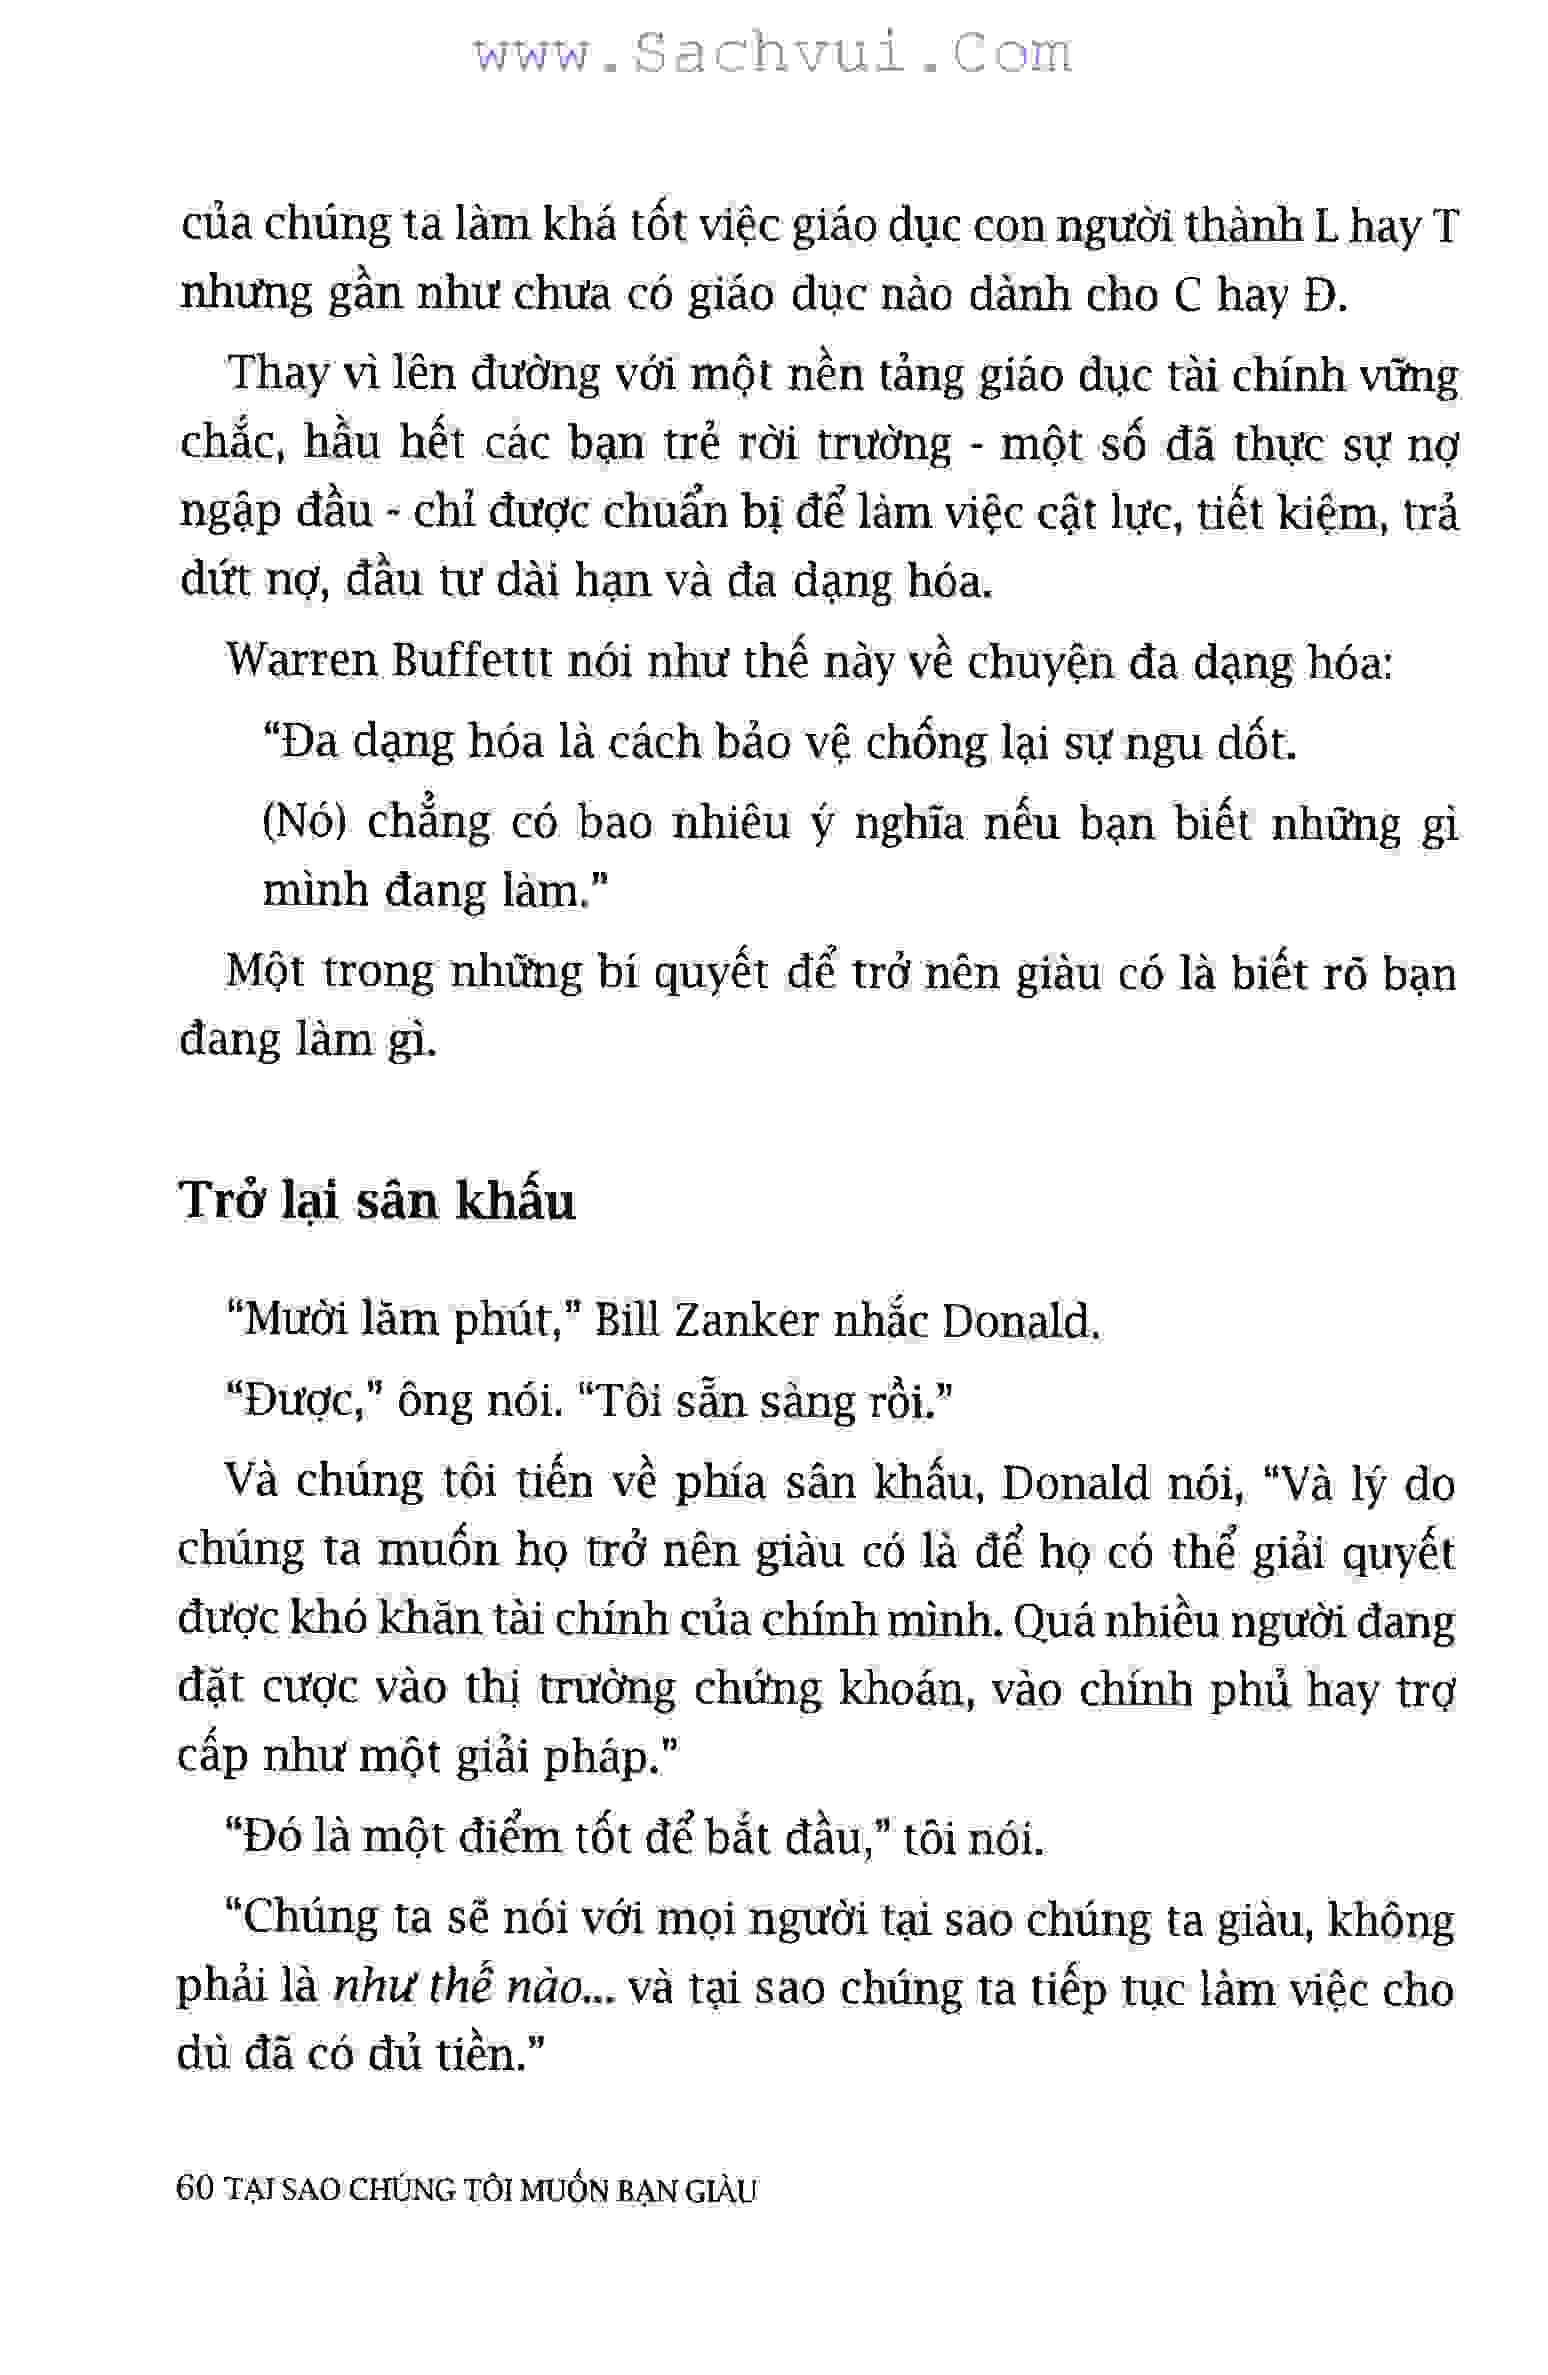 www.Sachvui.Com
của chúng ta làm khá tốt việc giáo dục con người thành L hay T
nhưng gần như chưa có giáo dục nào dành cho C hay Đ.
Thay vì lên đường với một nền tảng giáo dục tài chính vững
chắc, hầu hết các bạn trẻ rời trường - một số đã thực sự nợ
ngập đầu - chỉ được chuẩn bị để làm việc cật lực, tiết kiệm, trả
dứt nợ, đầu tư dài hạn và đa dạng hóa.
Warren Buffettt nói như thế này về chuyện đa dạng hóa:
“Đa dạng hóa là cách bảo vệ chống lại sự ngu dốt.
(Nó) chẳng có bao nhiêu ý nghĩa nếu bạn biết những gì
mình đang làm.”
Một trong những bí quyết để trở nên giàu có là biết rõ bạn
đang làm gì.
Trở lại sân khấu
“Mười lăm phút,” Bill Zanker nhắc Donald.
“Được,” ông nói. “Tôi sẵn sàng rồi.”
Và chúng tôi tiến về phía sân khấu, Donald nói, “Và lý do
chúng ta muốn họ trở nên giàu có là để họ có thể giải quyết
được khó khăn tài chính của chính mình. Quá nhiều người đang
đặt cược vào thị trường chứng khoán, vào chính phủ hay trợ
cấp như một giải pháp.”
“Đó là một điểm tốt để bắt đầu,” tôi nói.
“Chúng ta sẽ nói với mọi người tại sao chúng ta giàu, không
phải là như thế nào... và tại sao chúng ta tiếp tục làm việc cho
dù đã có đủ tiền.”
60 TẠI SAO CHÚNG TÔI MUỐN BẠN GIÀU